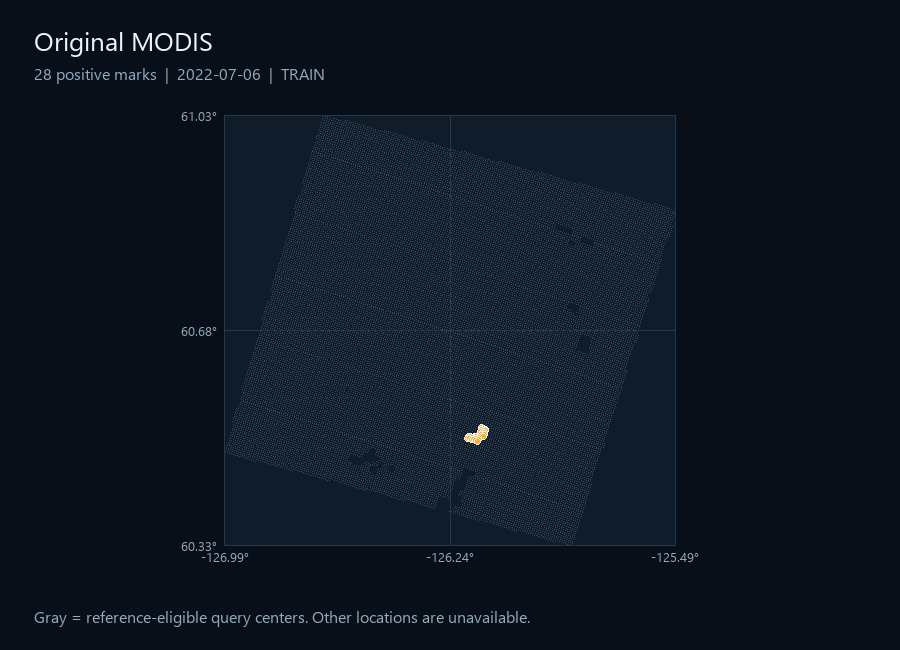 Original MODIS
28 positive marks | 2022-07-06 | TRAIN
61.03°
60.68°
60.33°
-126.99° -126.24° -125.49°
Gray = reference-eligible query centers. Other locations are unavailable.